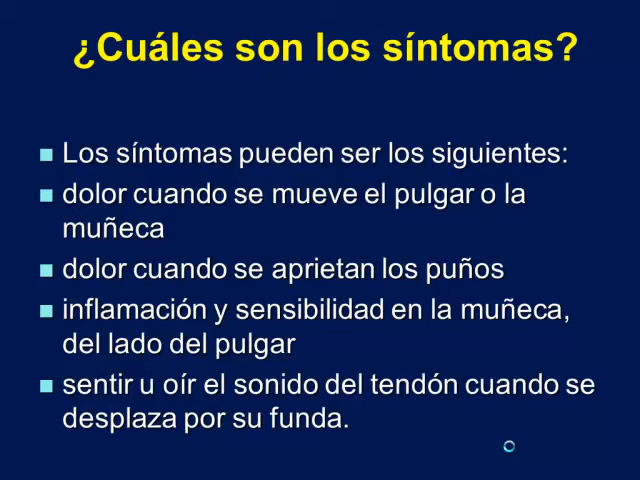 ¿Cuáles son los síntomas?
Los síntomas pueden ser los siguientes:
dolor cuando se mueve el pulgar o la
muñeca
dolor cuando se aprietan los puños
inflamación y sensibilidad en la muñeca,
del lado del pulgar
sentir u oír el sonido del tendón cuando se
desplaza por su funda.